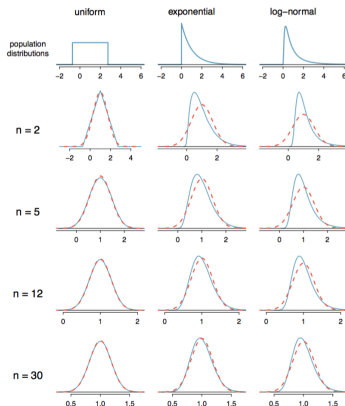 uniform exponential log−normal
population
distributions
−2 0 2 4 6 −2 0 2 4 6 −2 0 2 4 6
n = 2
−2 0 2 4 0 2 0 2
n = 5
0 1 2 0 1 2 0 1 2
n = 12
0 1 2 0 1 2 0 1 2
n = 30
0.5 1.0 1.5 0.5 1.0 1.5 0.5 1.0 1.5